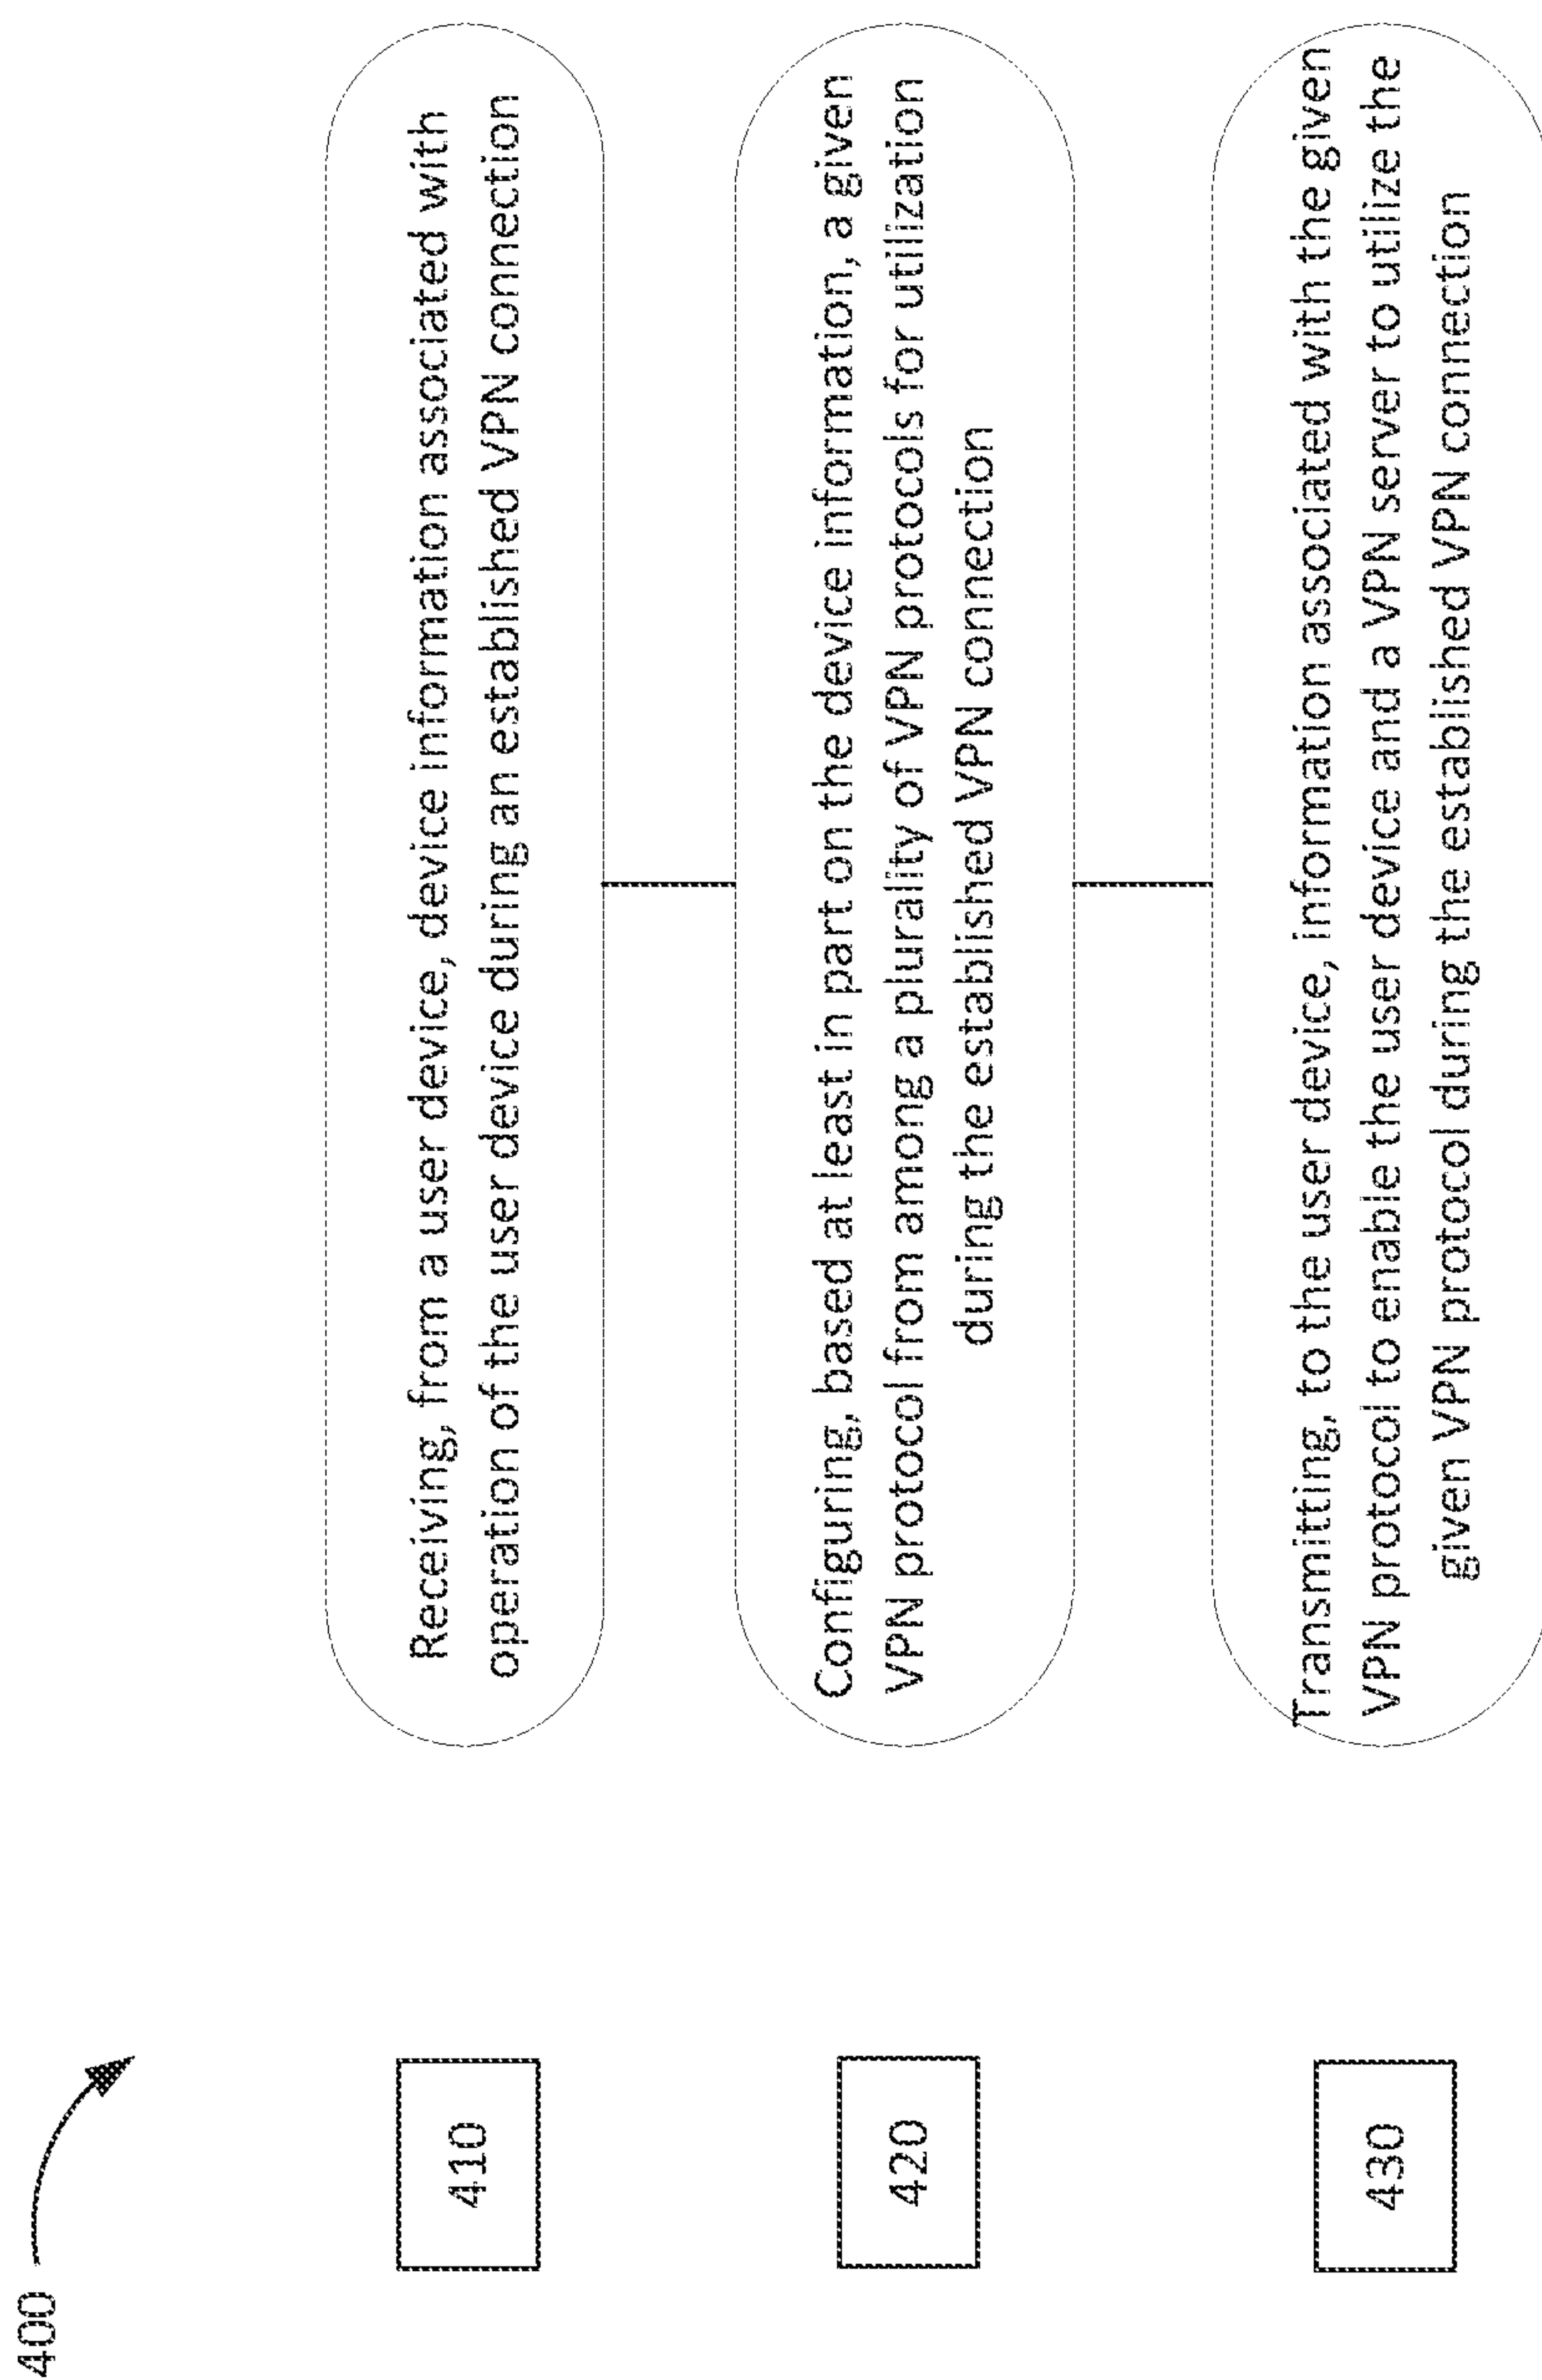 400
410
Receiving, from a user device, device information associated with
operation of the user device during an established VPN connection
420
Configuring, based at least in part on the device information, a given
VPN protocol from among a plurality of VPN protocols for utilization
during the established VPN connection
430
Transmitting, to the user device, information associated with the given
VPN protocol to enable the user device and a VPN server to utilize the
given VPN protocol during the established VPN connection